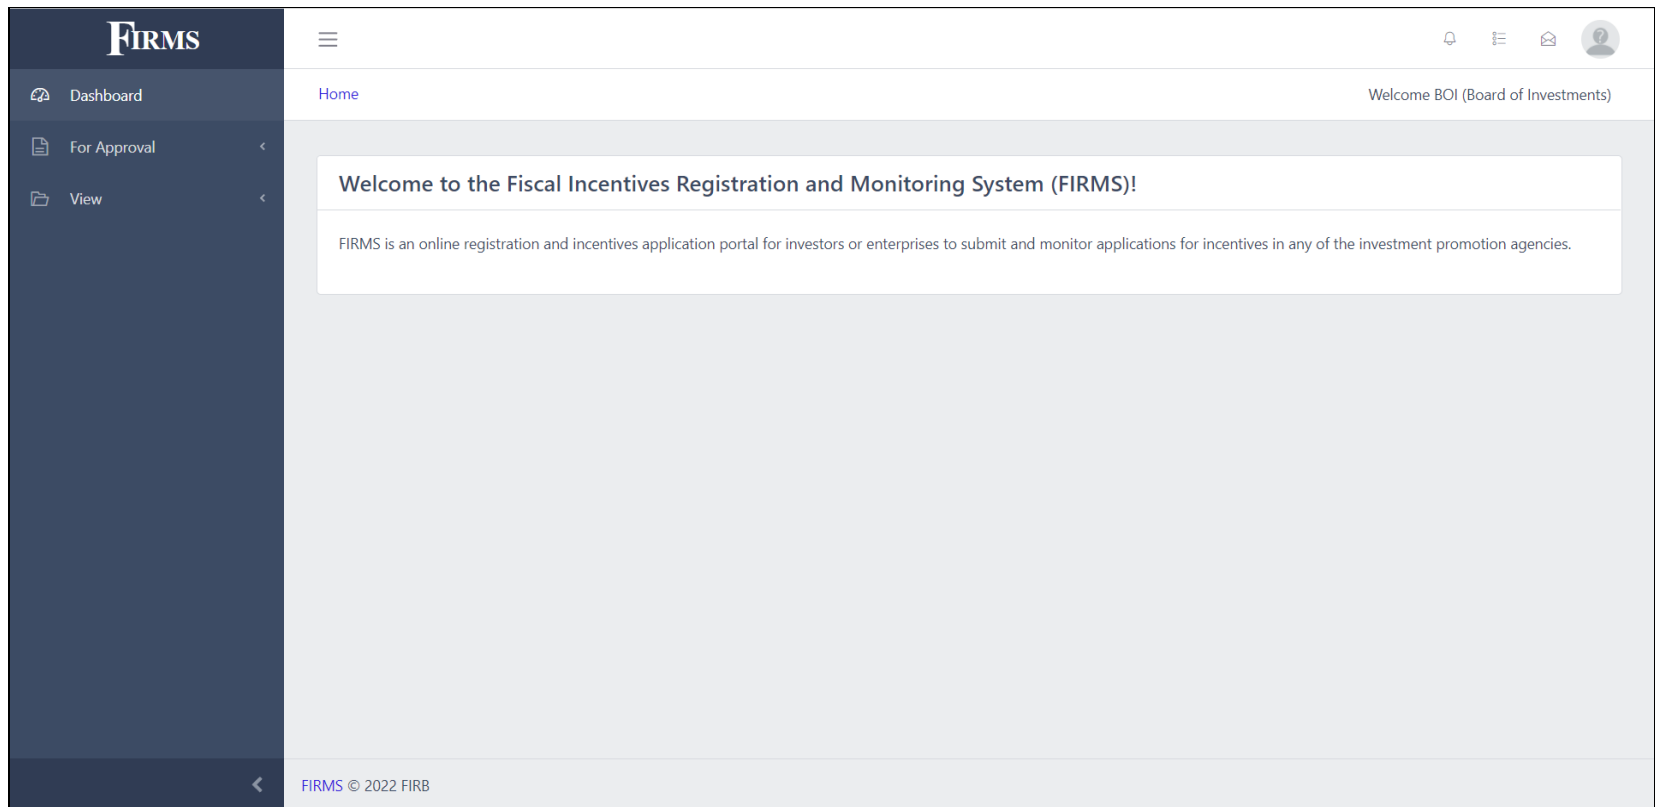 FIRMS
Dashboard
For Approval
View
Home
Welcome BOI (Board of Investments)
Welcome to the Fiscal Incentives Registration and Monitoring System (FIRMS)!
FIRMS is an online registration and incentives application portal for investors or enterprises to submit and monitor applications for incentives in any of the investment promotion agencies.
FIRMS © 2022 FIRB